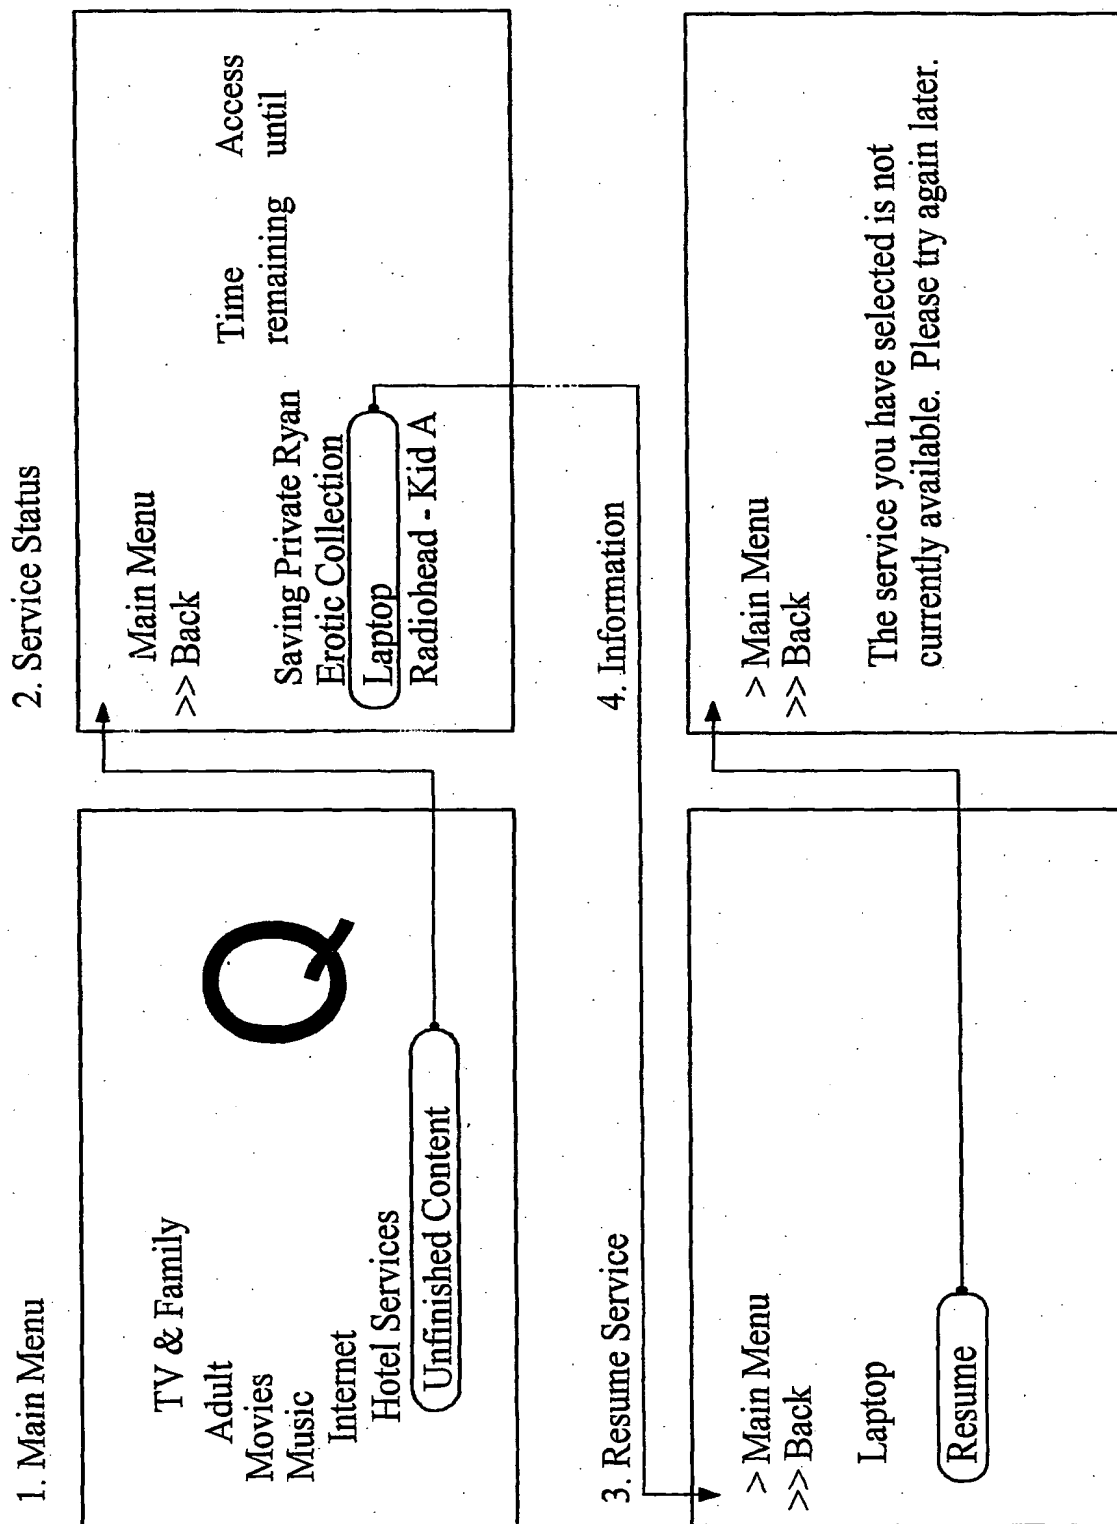 1. Main Menu
TV & Family
Adult
Movies
Music
Internet
Hotel Services
Unfinished Content
Q
2. Service Status
Main Menu
>> Back
Time Access
remaining until
Saving Private Ryan
Erotic Collection
Laptop
Radiohead - Kid A
3. Resume Service
> Main Menu
>> Back
Laptop
Resume
4. Information
> Main Menu
>> Back
The service you have selected is not
currently available. Please try again later.